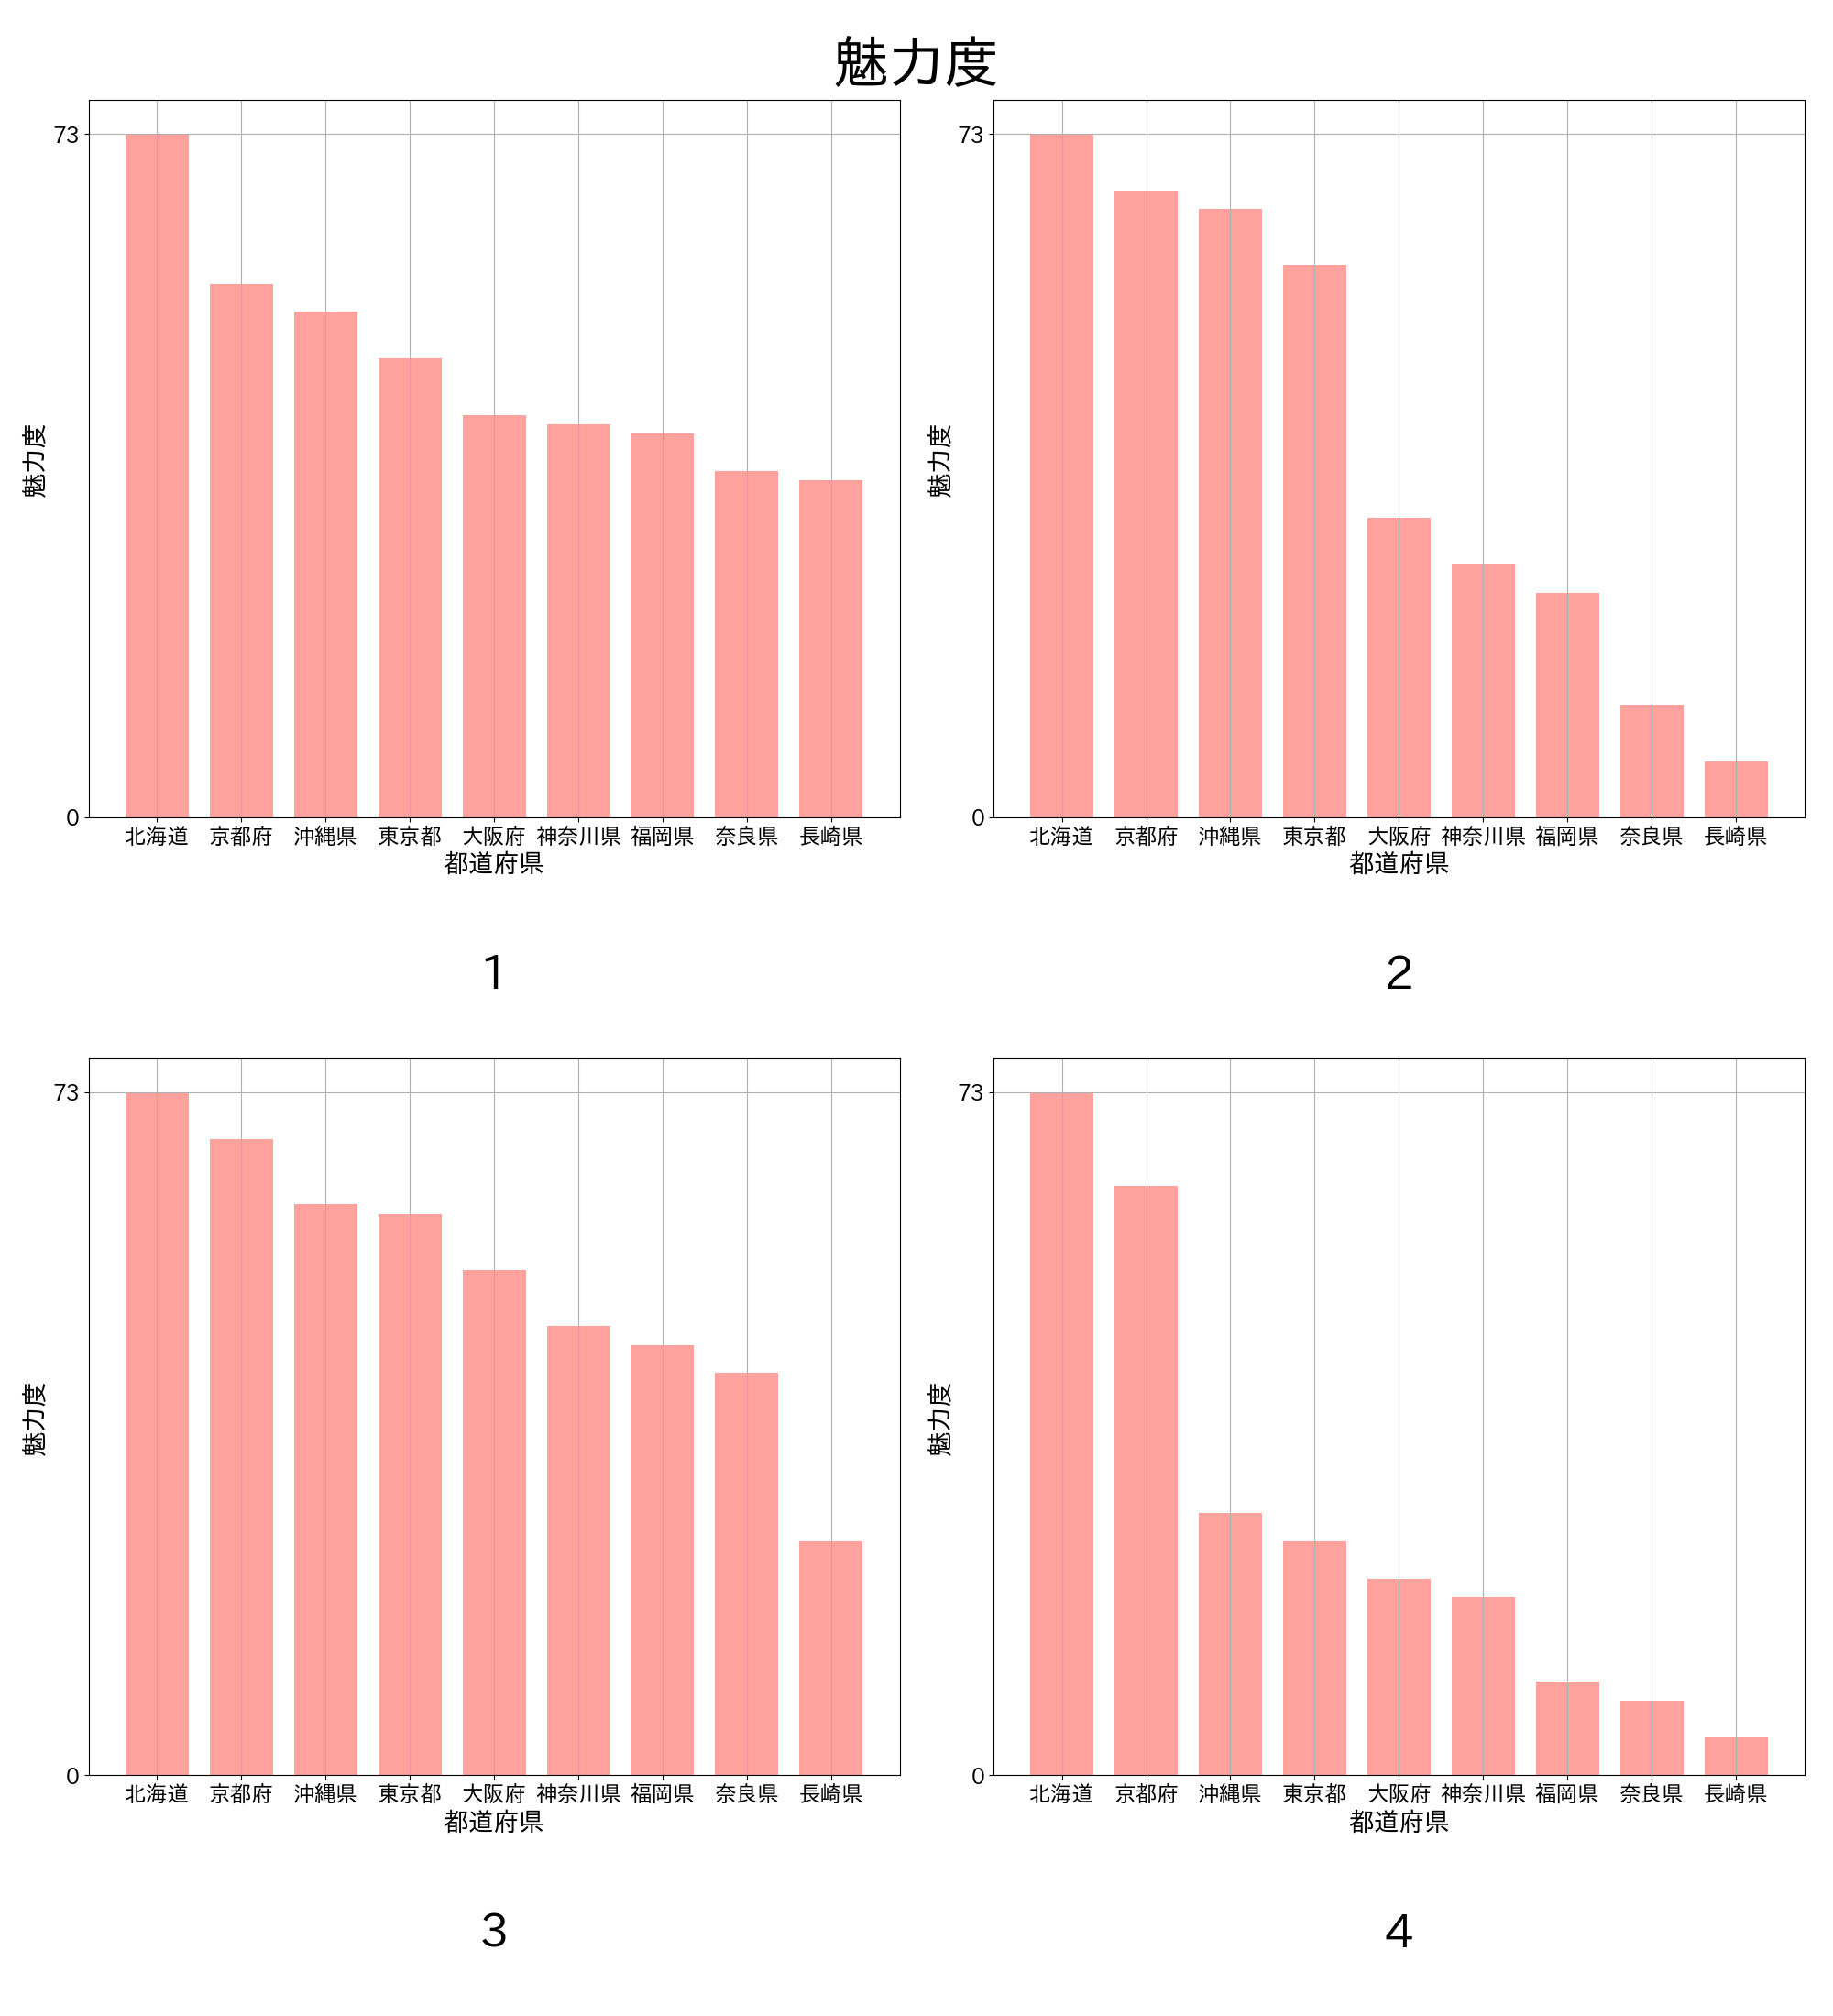 魅力度
73
0
魅力度
北海道 京都府 沖縄県 東京都 大阪府 神奈川県 福岡県 奈良県 長崎県
都道府県
1
73
0
魅力度
北海道 京都府 沖縄県 東京都 大阪府 神奈川県 福岡県 奈良県 長崎県
都道府県
2
73
0
魅力度
北海道 京都府 沖縄県 東京都 大阪府 神奈川県 福岡県 奈良県 長崎県
都道府県
3
73
0
魅力度
北海道 京都府 沖縄県 東京都 大阪府 神奈川県 福岡県 奈良県 長崎県
都道府県
4